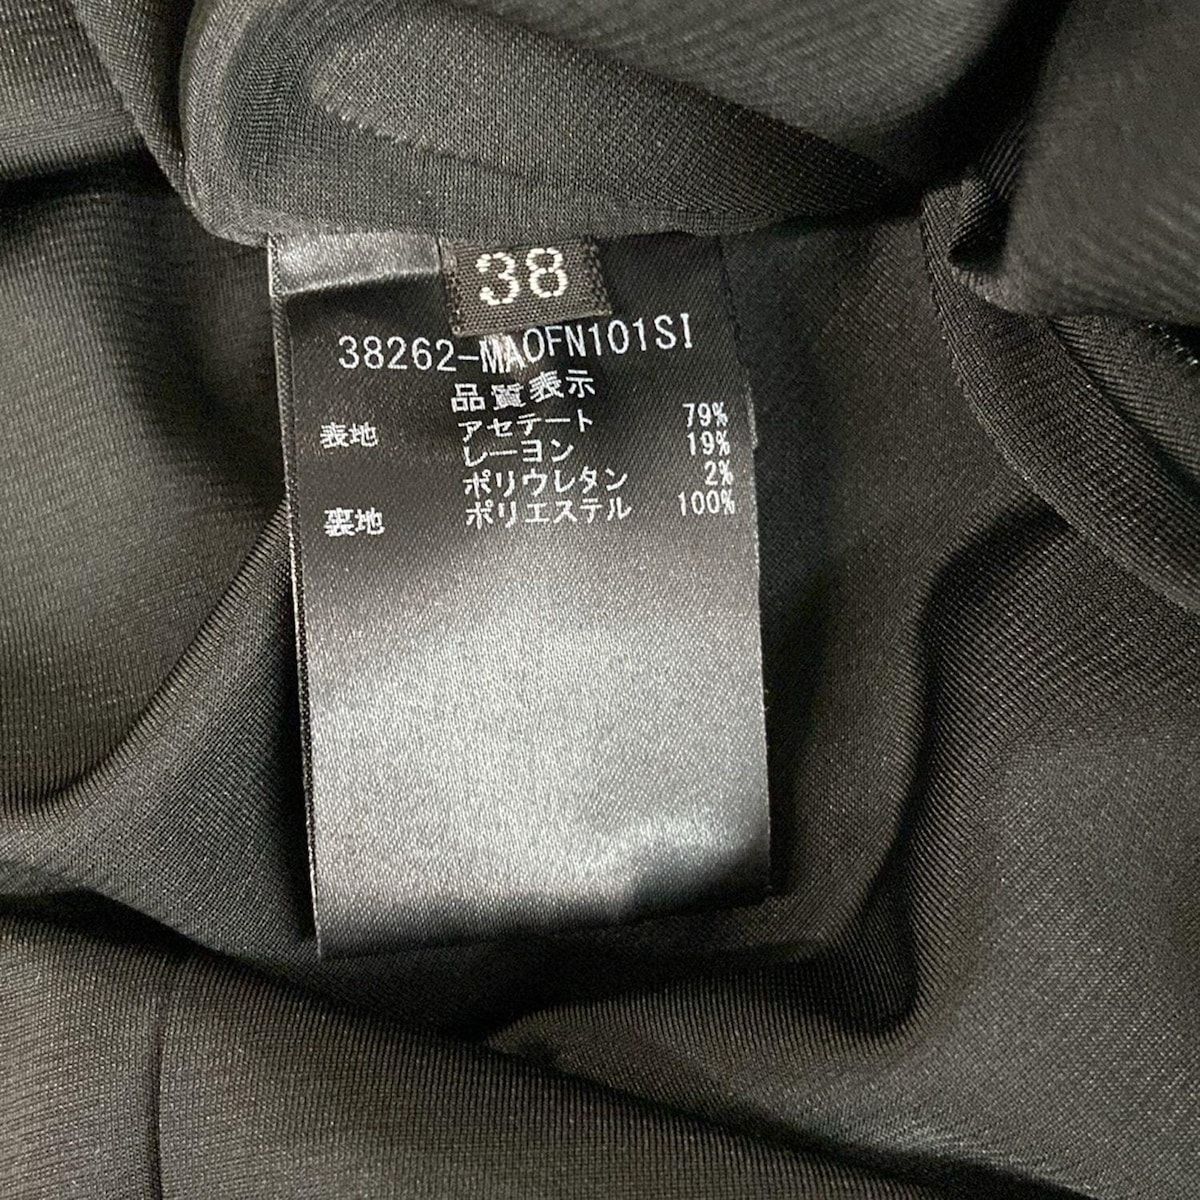 38
38262-MAOFN101SI
品質表示
表地 アセテート 79%
レーヨン 19%
ポリウレタン 2%
裏地 ポリエステル 100%